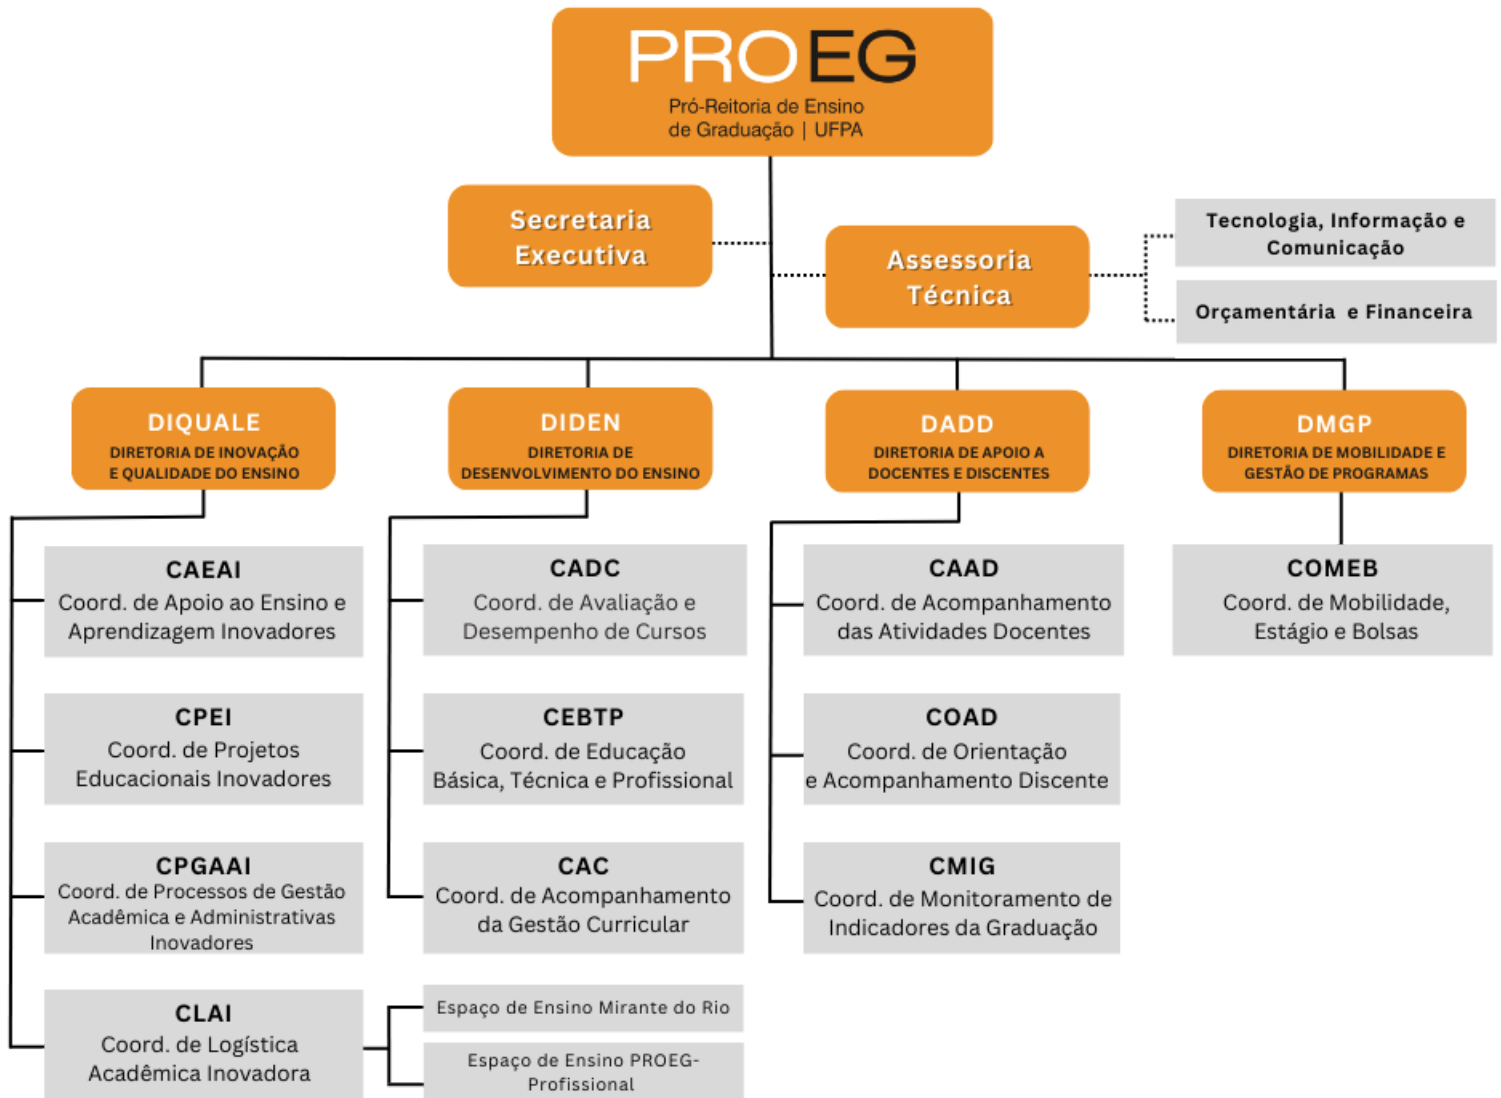 PROEG
Pró-Reitoria de Ensino
de Graduação | UFPA
Secretaria
Executiva
Assessoria
Técnica
Tecnologia, Informação e
Comunicação
Orçamentária e Financeira
DIQUALE
DIRETORIA DE INOVAÇÃO
E QUALIDADE DO ENSINO
DIDEN
DIRETORIA DE
DESENVOLVIMENTO DO ENSINO
DADD
DIRETORIA DE APOIO A
DOCENTES E DISCENTES
DMGP
DIRETORIA DE MOBILIDADE E
GESTÃO DE PROGRAMAS
CAEAI
Coord. de Apoio ao Ensino e
Aprendizagem Inovadores
CADC
Coord. de Avaliação e
Desempenho de Cursos
CAAD
Coord. de Acompanhamento
das Atividades Docentes
COMEB
Coord. de Mobilidade,
Estágio e Bolsas
CPEI
Coord. de Projetos
Educacionais Inovadores
CEBTP
Coord. de Educação
Básica, Técnica e Profissional
COAD
Coord. de Orientação
e Acompanhamento Discente
CPGAAI
Coord. de Processos de Gestão
Acadêmica e Administrativas
Inovadores
CAC
Coord. de Acompanhamento
da Gestão Curricular
CMIG
Coord. de Monitoramento de
Indicadores da Graduação
CLAI
Coord. de Logística
Acadêmica Inovadora
Espaço de Ensino Mirante do Rio
Espaço de Ensino PROEG-
Profissional